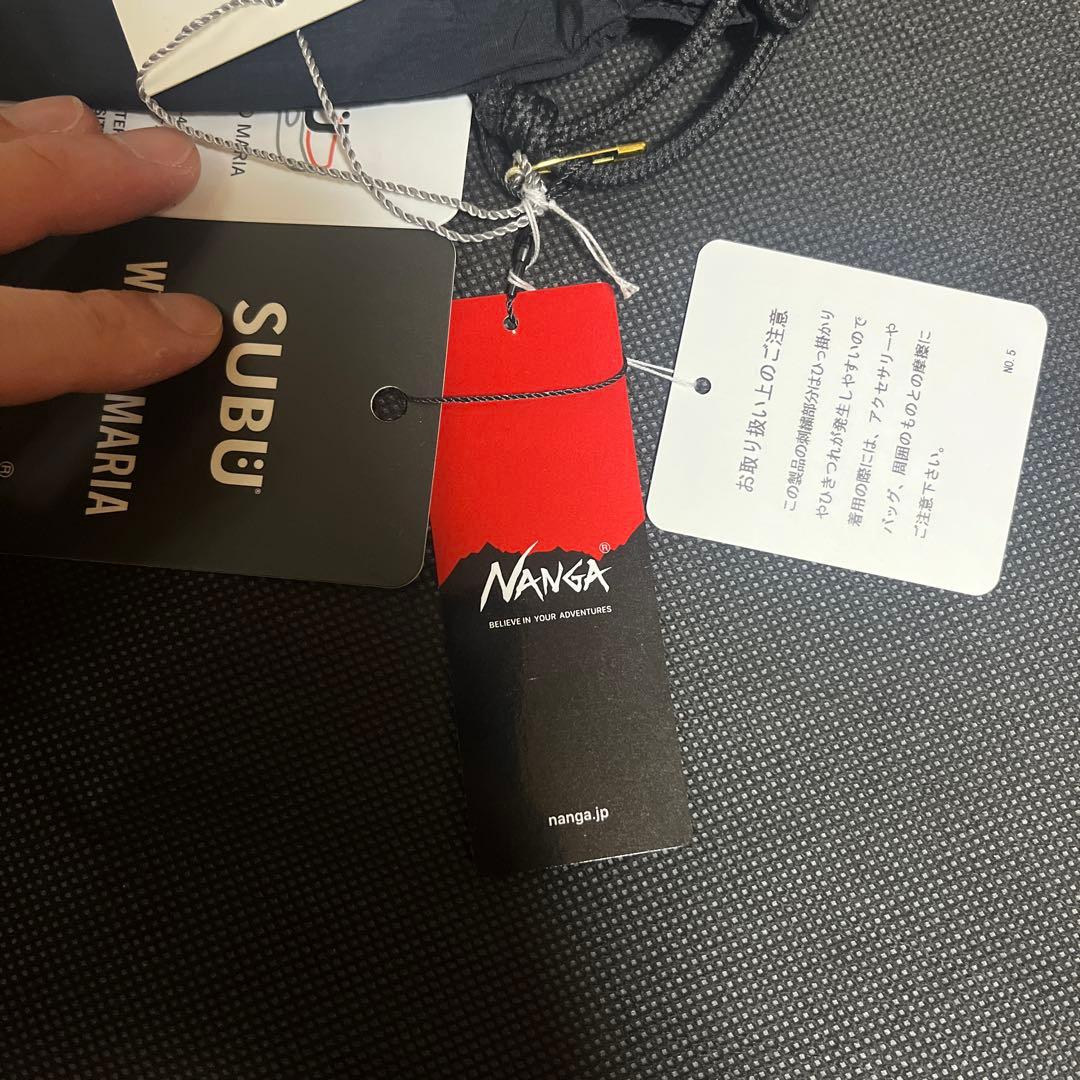 MARIA
SUBU
®
W
MARIA
®
NANGA®
BELIEVE IN YOUR ADVENTURES
nanga.jp
お取り扱い上のご注意
この製品の刺繍部分はひっ掛かり
やひきつれが発生しやすいので
着用の際には、アクセサリーや
バッグ、周囲のものとの摩擦に
ご注意下さい。
NO.5